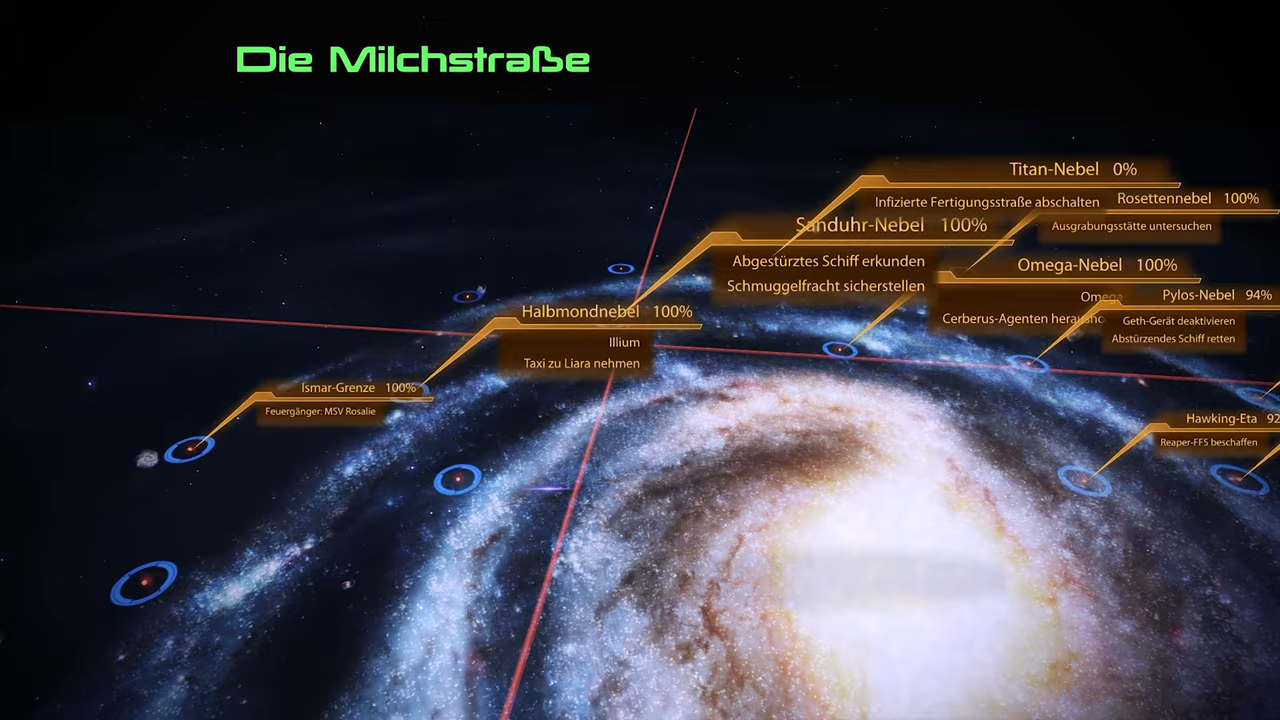 Die Milchstraße
Titan-Nebel 0%
Infizierte Fertigungsstraße abschalten
Rosettennebel 100%
Ausgrabungsstätte untersuchen
Sanduhr-Nebel 100%
Abgestürztes Schiff erkunden
Schmuggelfracht sicherstellen
Omega-Nebel 100%
Omega
Cerberus-Agenten
Pylos-Nebel 94%
Geth-Gerät deaktivieren
Abstürzendes Schiff retten
Halbmondnebel 100%
Illium
Taxi zu Liara nehmen
Ismar-Grenze 100%
Feuergänger: MSV Rosalie
Hawking-Eta 92
Reaper-FFS beschaffen